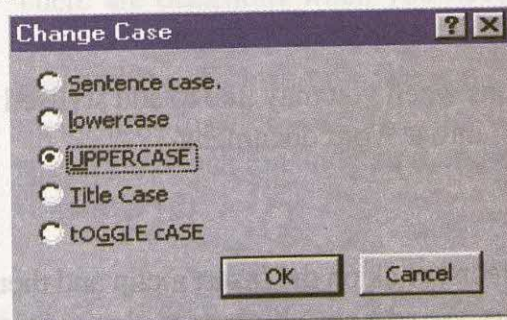 Change Case
Sentence case.
lowercase
UPPERCASE
Title Case
tOGGLE cASE
OK Cancel